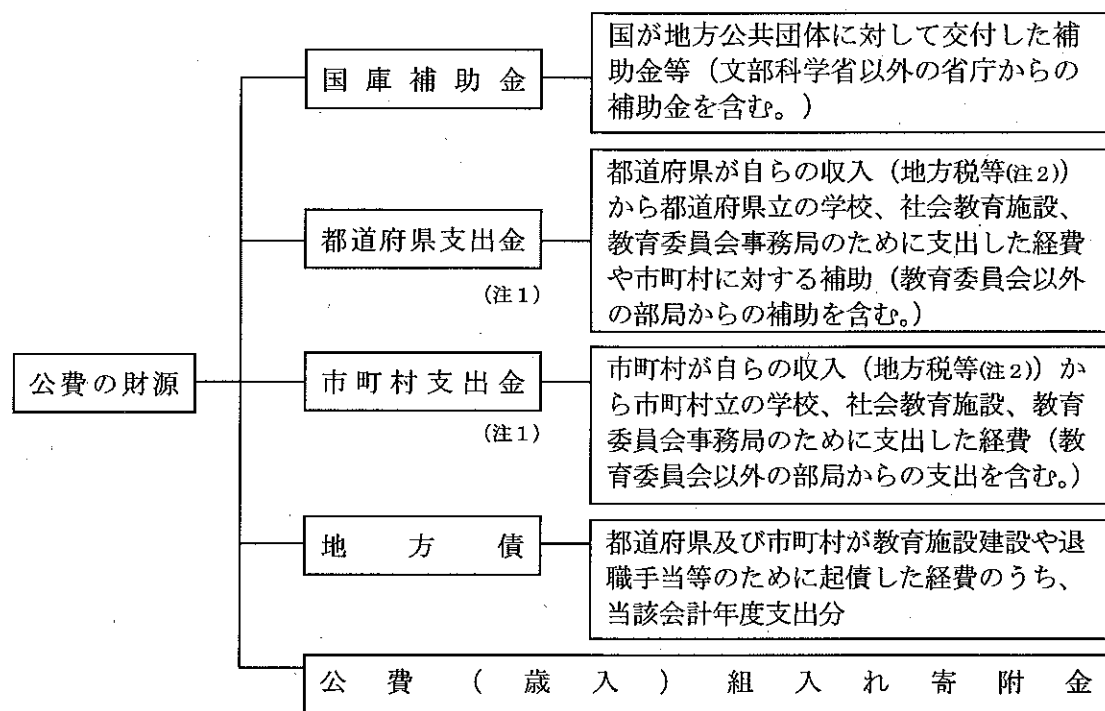 公費の財源
国庫補助金
国が地方公共団体に対して交付した補
助金等（文部科学省以外の省庁からの
補助金を含む。）
都道府県支出金
（注1）
都道府県が自らの収入（地方税等（注2））
から都道府県立の学校、社会教育施設、
教育委員会事務局のために支出した経費
や市町村に対する補助（教育委員会以外
の部局からの補助を含む。）
市町村支出金
（注1）
市町村が自らの収入（地方税等（注2））か
ら市町村立の学校、社会教育施設、教育
委員会事務局のために支出した経費（教
育委員会以外の部局からの支出を含む。）
地方債
都道府県及び市町村が教育施設建設や退
職手当等のために起債した経費のうち、
当該会計年度支出分
公費（歳入）組入れ寄附金